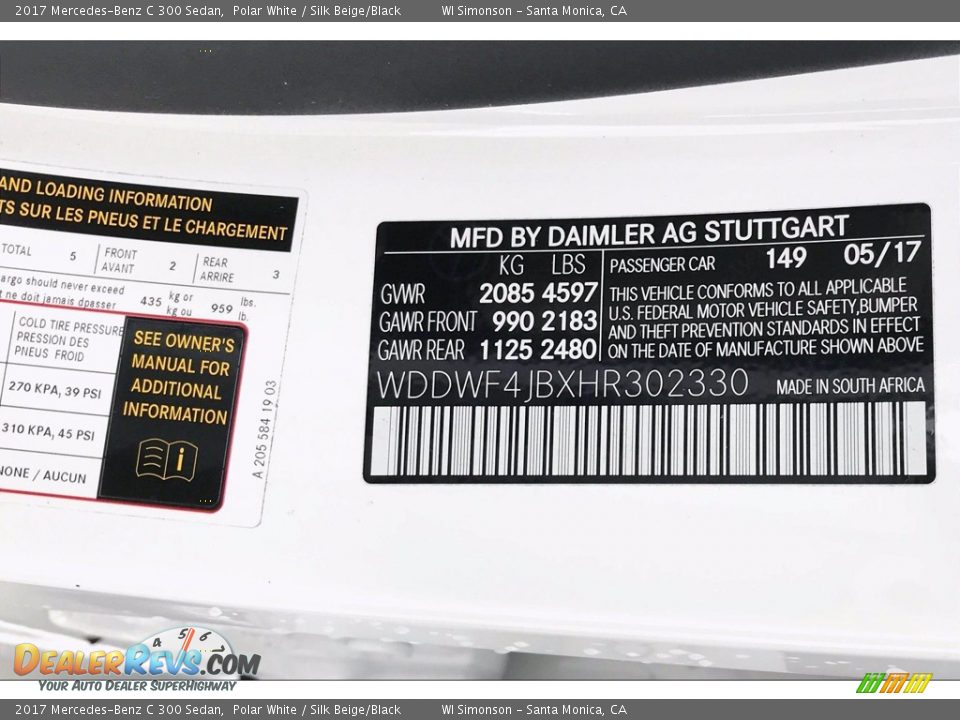 2017 Mercedes-Benz C 300 Sedan, Polar White / Silk Beige/Black WI Simonson - Santa Monica, CA
AND LOADING INFORMATION
TS SUR LES PNEUS ET LE CHARGEMENT
TOTAL 5 FRONT AVANT 2 REAR ARRIERE 3
argo should never exceed
t ne doit jamais dpasser
435 kg or kg ou 959 lbs. lb.
COLD TIRE PRESSURE
PRESSION DES
PNEUS FROID
270 KPA, 39 PSI
310 KPA, 45 PSI
NONE / AUCUN
SEE OWNER'S
MANUAL FOR
ADDITIONAL
INFORMATION
i
A 205 584 19 03
MFD BY DAIMLER AG STUTTGART
KG LBS
GVWR 2085 4597
GAWR FRONT 990 2183
GAWR REAR 1125 2480
PASSENGER CAR 149 05/17
THIS VEHICLE CONFORMS TO ALL APPLICABLE
U.S. FEDERAL MOTOR VEHICLE SAFETY,BUMPER
AND THEFT PREVENTION STANDARDS IN EFFECT
ON THE DATE OF MANUFACTURE SHOWN ABOVE
WDDWF4JBXHR302330 MADE IN SOUTH AFRICA
4 5 6
DEALERREVS.COM
YOUR AUTO DEALER SUPERHIGHWAY
2017 Mercedes-Benz C 300 Sedan, Polar White / Silk Beige/Black WI Simonson - Santa Monica, CA